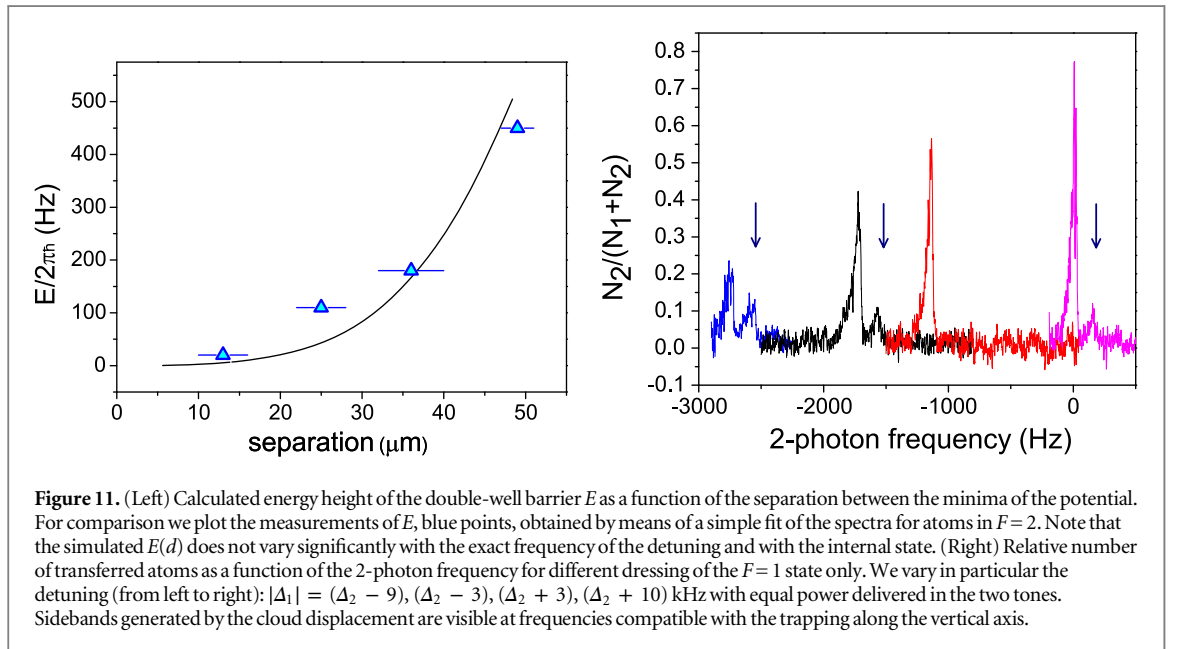 500
400
300
200
100
0
E/2πħ (Hz)
0 10 20 30 40 50
separation (μm)
0.8
0.7
0.6
0.5
0.4
0.3
0.2
0.1
0.0
-0.1
N₂/(N₁+N₂)
-3000 -2000 -1000 0
2-photon frequency (Hz)
Figure 11. (Left) Calculated energy height of the double-well barrier E as a function of the separation between the minima of the potential.
For comparison we plot the measurements of E, blue points, obtained by means of a simple fit of the spectra for atoms in F = 2. Note that
the simulated E(d) does not vary significantly with the exact frequency of the detuning and with the internal state. (Right) Relative number
of transferred atoms as a function of the 2-photon frequency for different dressing of the F = 1 state only. We vary in particular the
detuning (from left to right): |Δ₁| = (Δ₂ − 9), (Δ₂ − 3), (Δ₂ + 3), (Δ₂ + 10) kHz with equal power delivered in the two tones.
Sidebands generated by the cloud displacement are visible at frequencies compatible with the trapping along the vertical axis.